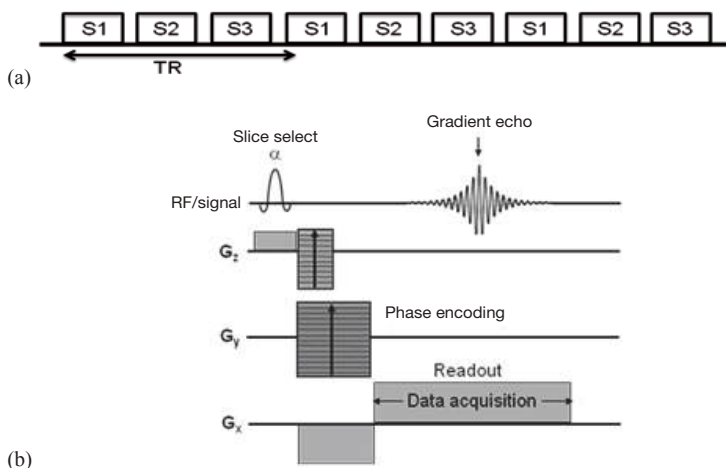 S1 S2 S3 S1 S2 S3 S1 S2 S3
TR
(a)
Gradient echo
Slice select
α
RF/signal
Gz
Phase encoding
Gy
Readout
Data acquisition
Gx
(b)